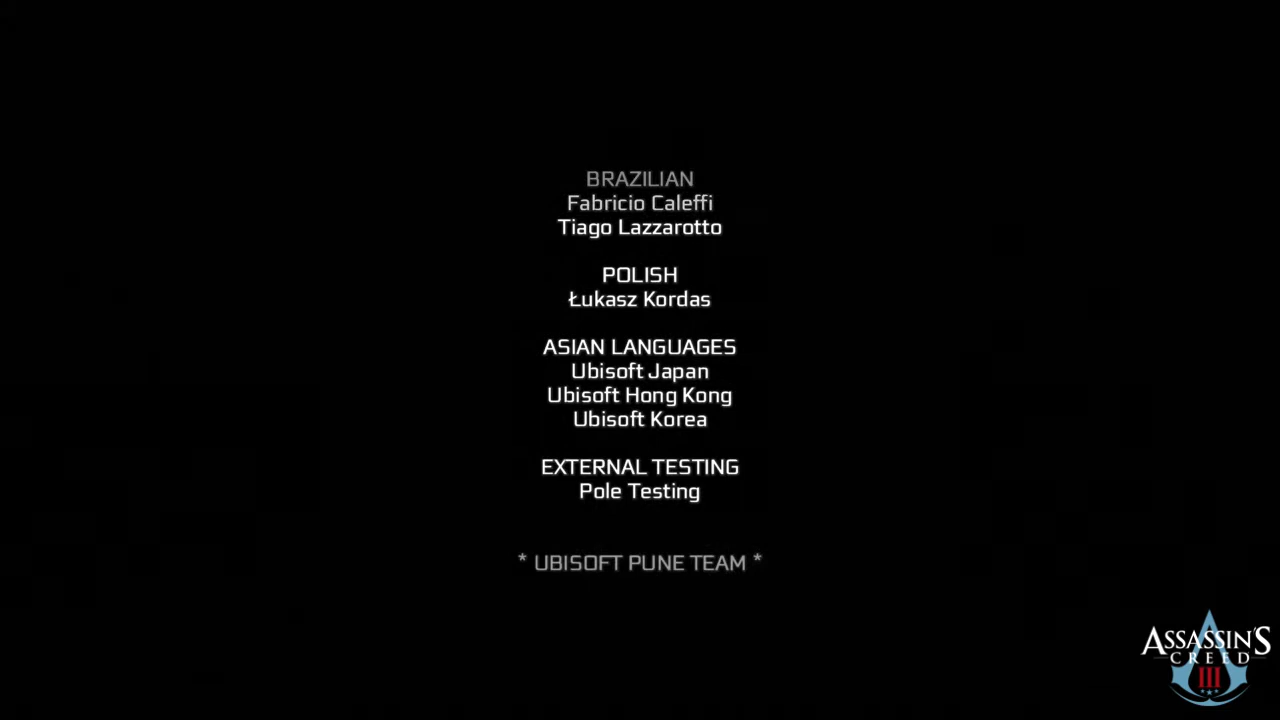 BRAZILIAN
Fabricio Caleffi
Tiago Lazzarotto
POLISH
Łukasz Kordas
ASIAN LANGUAGES
Ubisoft Japan
Ubisoft Hong Kong
Ubisoft Korea
EXTERNAL TESTING
Pole Testing
* UBISOFT PUNE TEAM *
ASSASSIN'S
CREED
III